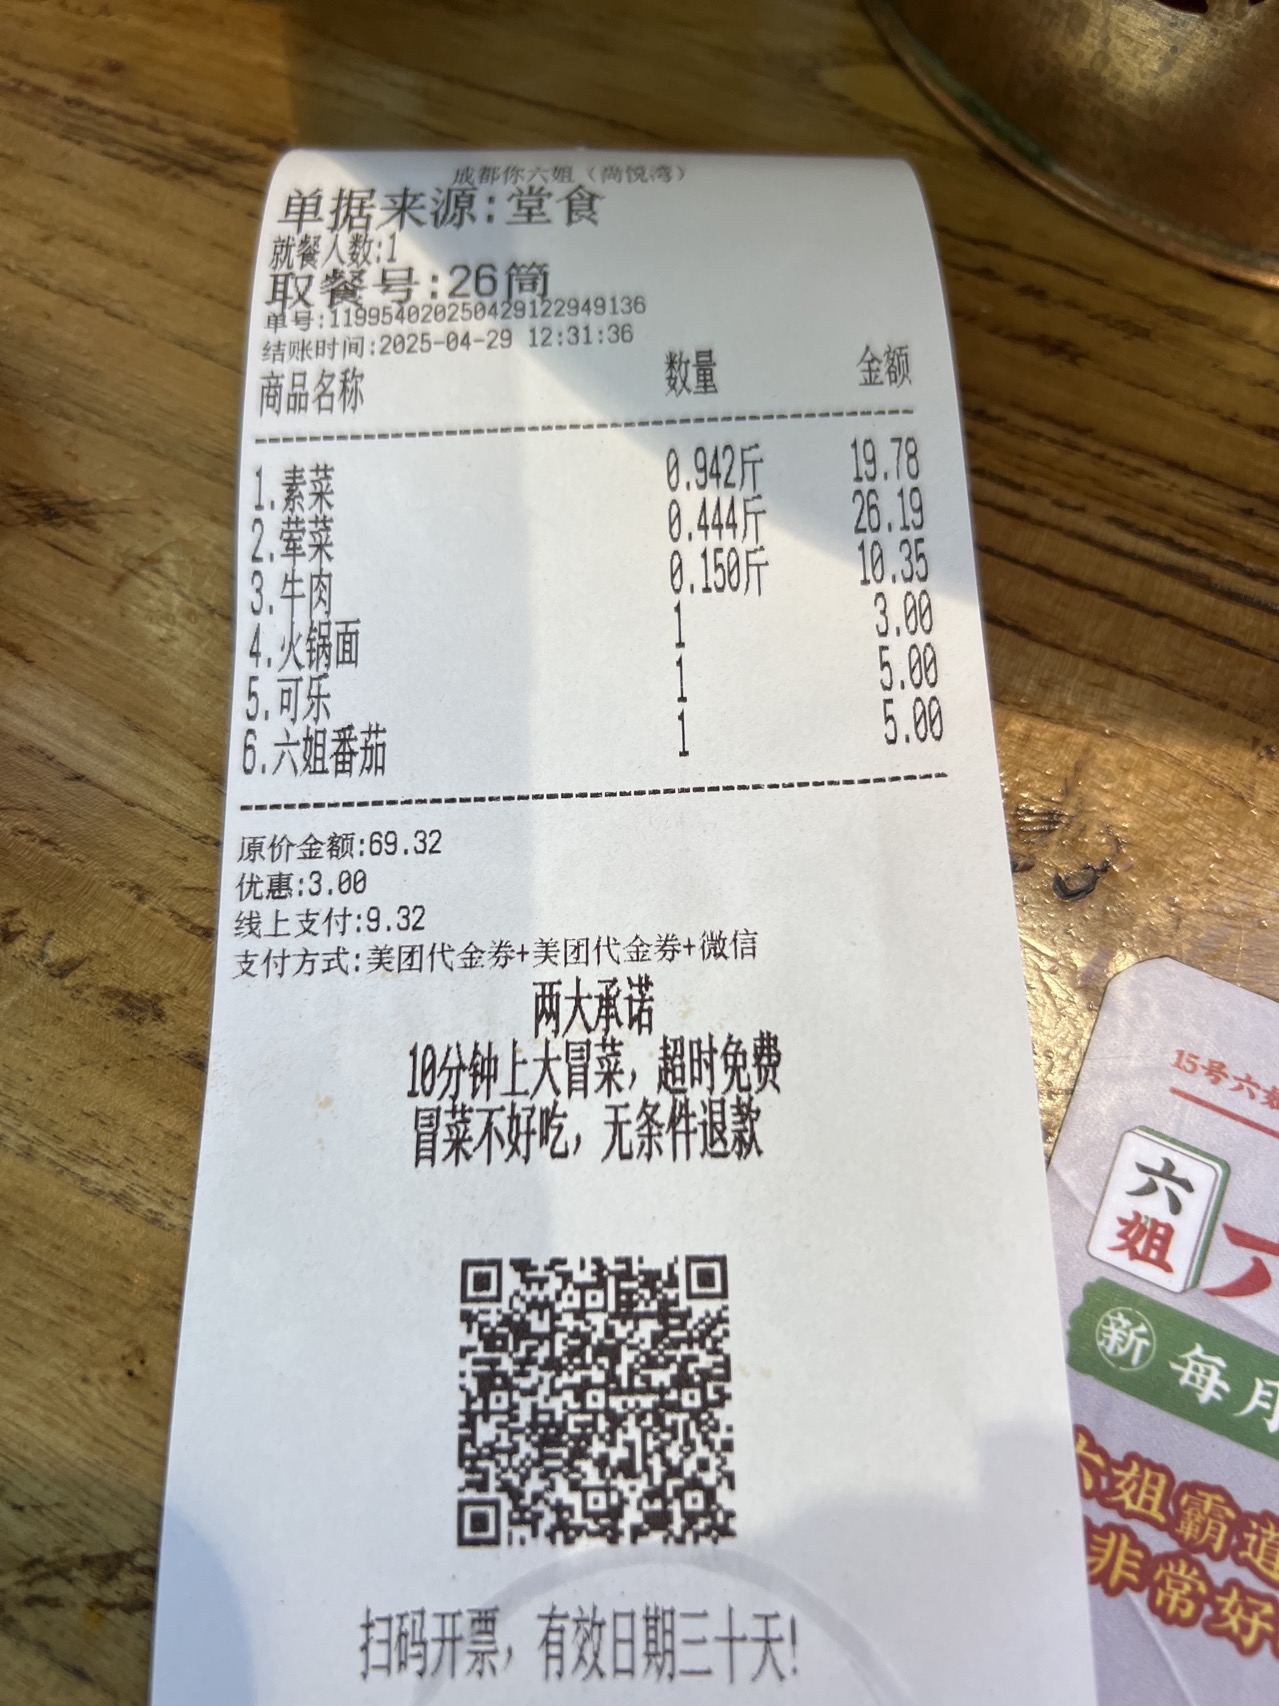 成都你六姐（尚悦湾）
单据来源:堂食
就餐人数:1
取餐号:26筒
单号:119954020250429122949136
结账时间:2025-04-29 12:31:36
商品名称 数量 金额
1.素菜 0.942斤 19.78
2.荤菜 0.444斤 26.19
3.牛肉 0.150斤 10.35
4.火锅面 1 3.00
5.可乐 1 5.00
6.六姐番茄 1 5.00
原价金额:69.32
优惠:3.00
线上支付:9.32
支付方式:美团代金券+美团代金券+微信
两大承诺
10分钟上大冒菜，超时免费
冒菜不好吃，无条件退款
扫码开票，有效日期三十天!
15号六
六姐
新 每月
六姐霸道
非常好